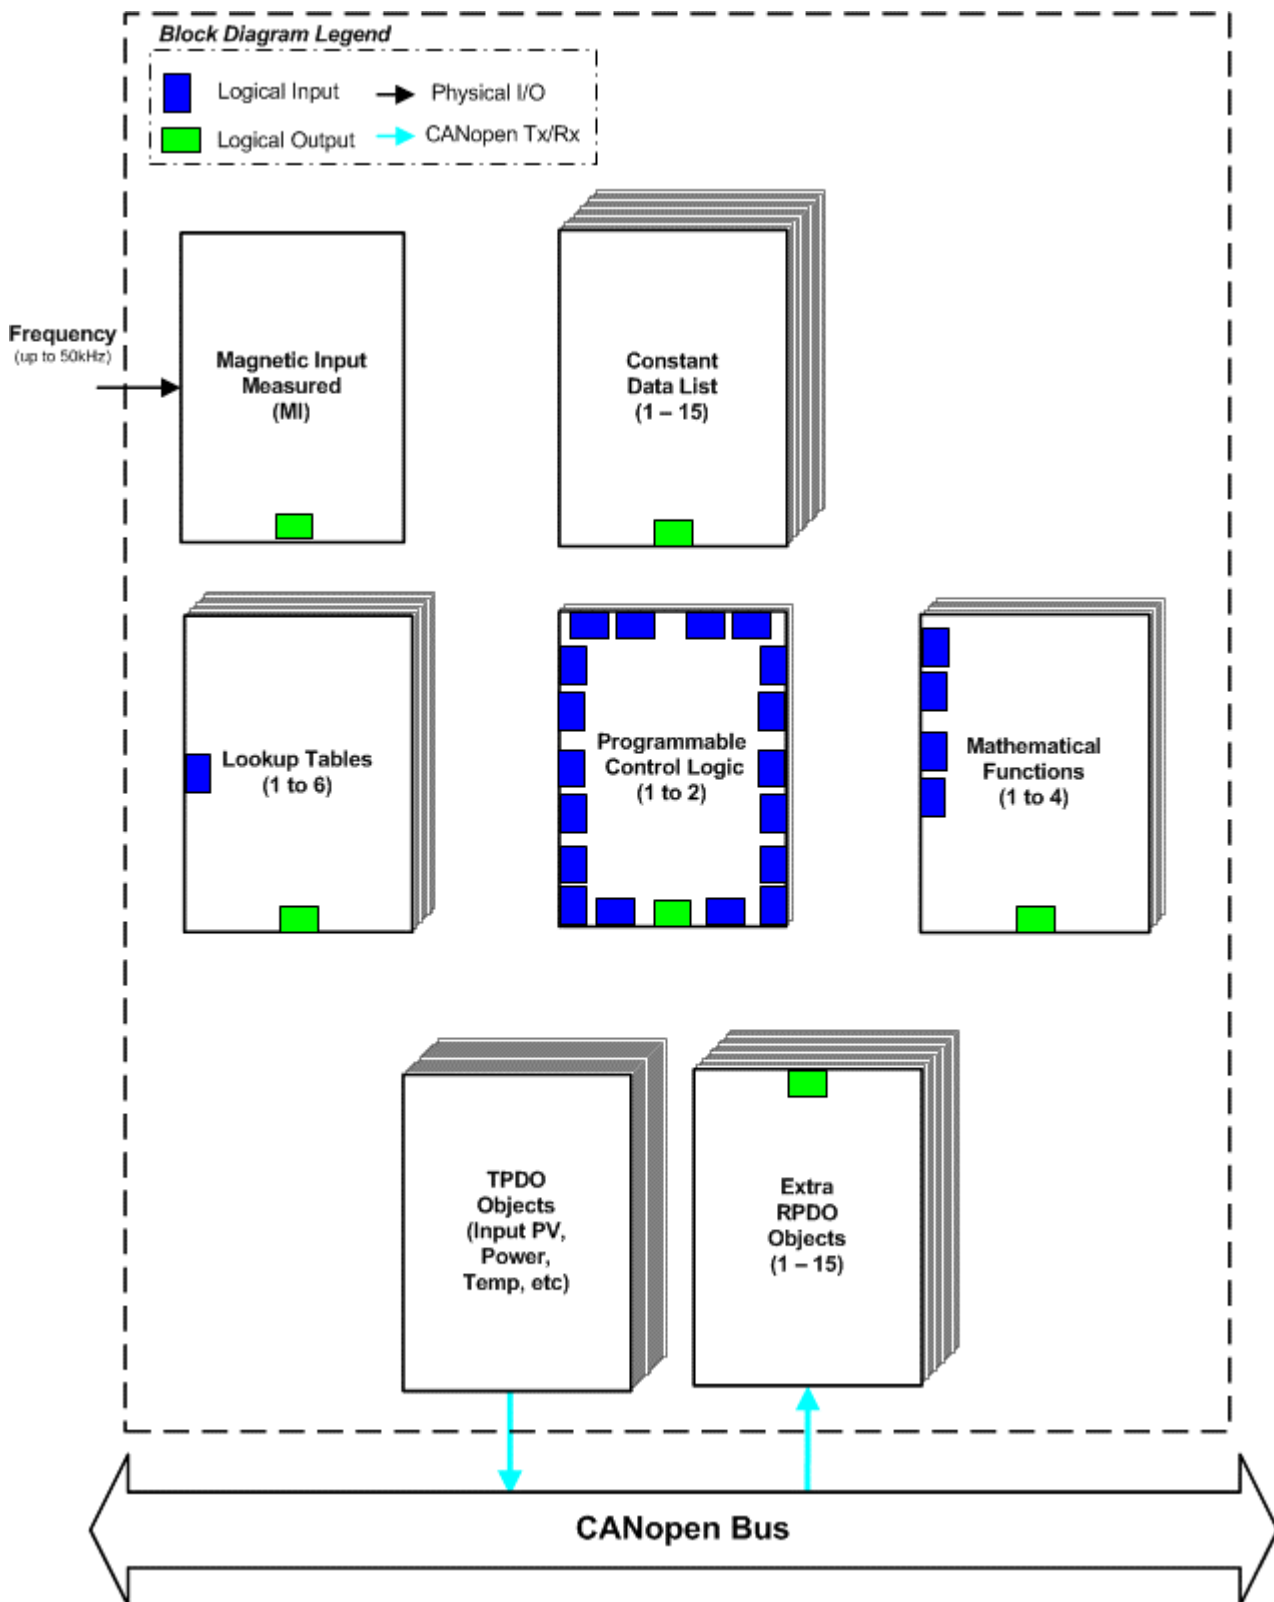 Block Diagram Legend
Logical Input
Physical I/O
Logical Output
CANopen Tx/Rx
Frequency
(up to 50kHz)
Magnetic Input
Measured
(MI)
Constant
Data List
(1 – 15)
Lookup Tables
(1 to 6)
Programmable
Control Logic
(1 to 2)
Mathematical
Functions
(1 to 4)
TPDO
Objects
(Input PV,
Power,
Temp, etc)
Extra
RPDO
Objects
(1 – 15)
CANopen Bus